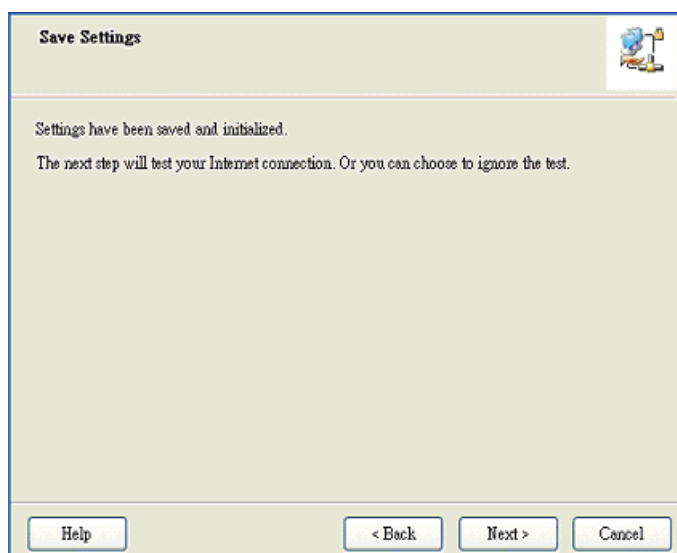 Save Settings
Settings have been saved and initialized.
The next step will test your Internet connection. Or you can choose to ignore the test.
Help
< Back
Next >
Cancel